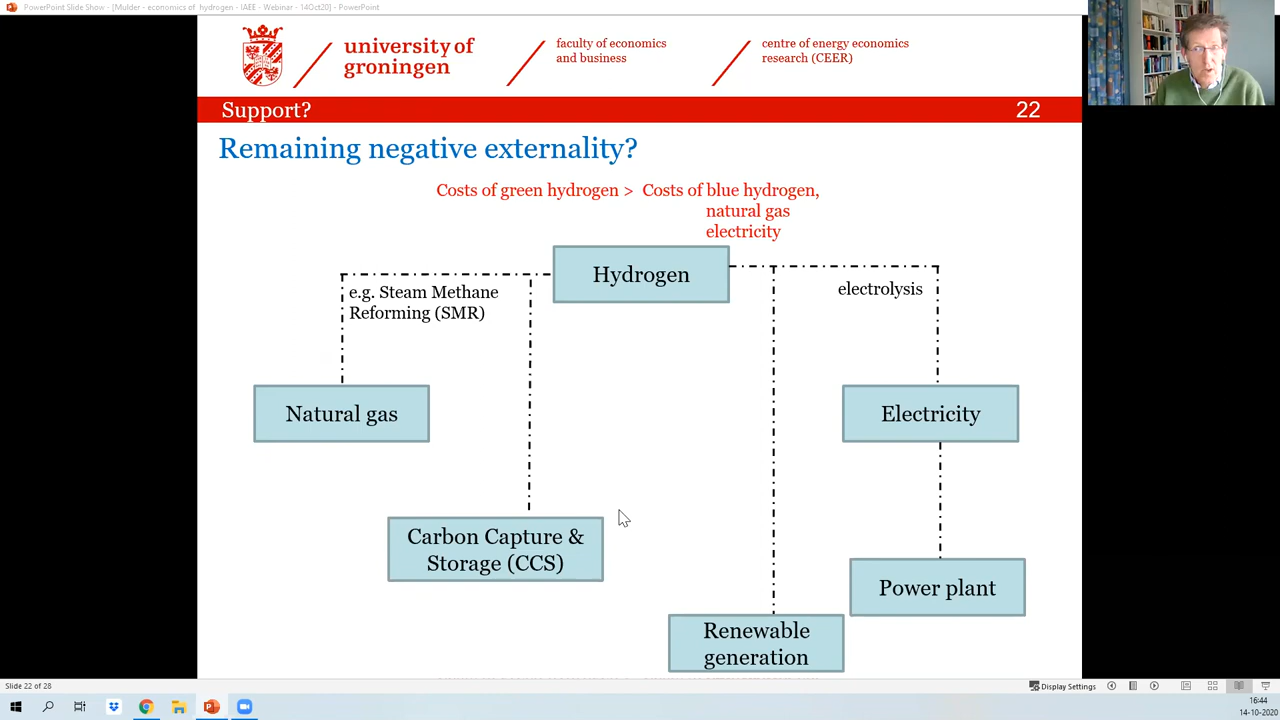 PowerPoint Slide Show - [Mulder - economics of hydrogen - IAEE - Webinar - 14Oct20] - PowerPoint
university of
groningen
faculty of economics
and business
centre of energy economics
research (CEER)
Support?
22
Remaining negative externality?
Costs of green hydrogen > Costs of blue hydrogen,
natural gas
electricity
Hydrogen
e.g. Steam Methane
Reforming (SMR)
electrolysis
Natural gas
Electricity
Carbon Capture &
Storage (CCS)
Power plant
Renewable
generation
Slide 22 of 28
Display Settings
16:44
14-10-2020